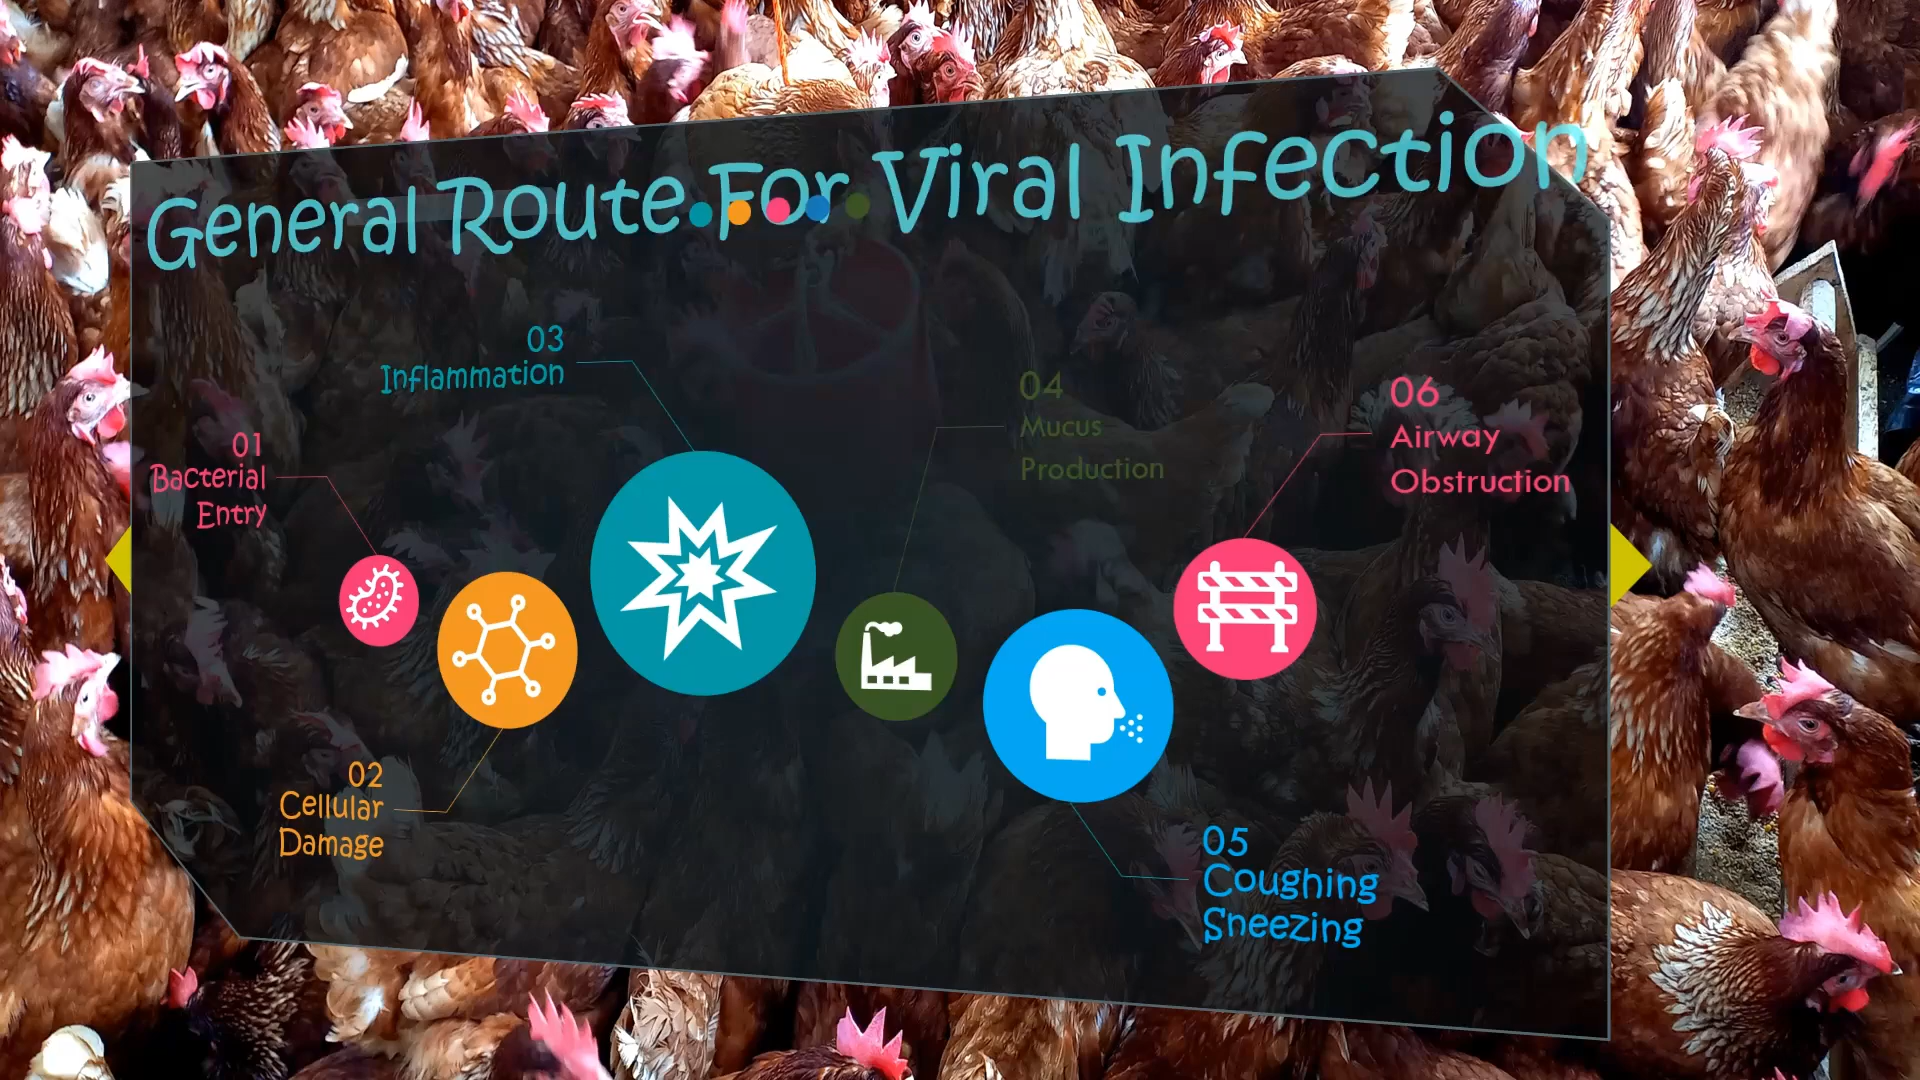 General Route For Viral Infection
01
Bacterial
Entry
02
Cellular
Damage
03
Inflammation
04
Mucus
Production
05
Coughing
Sneezing
06
Airway
Obstruction